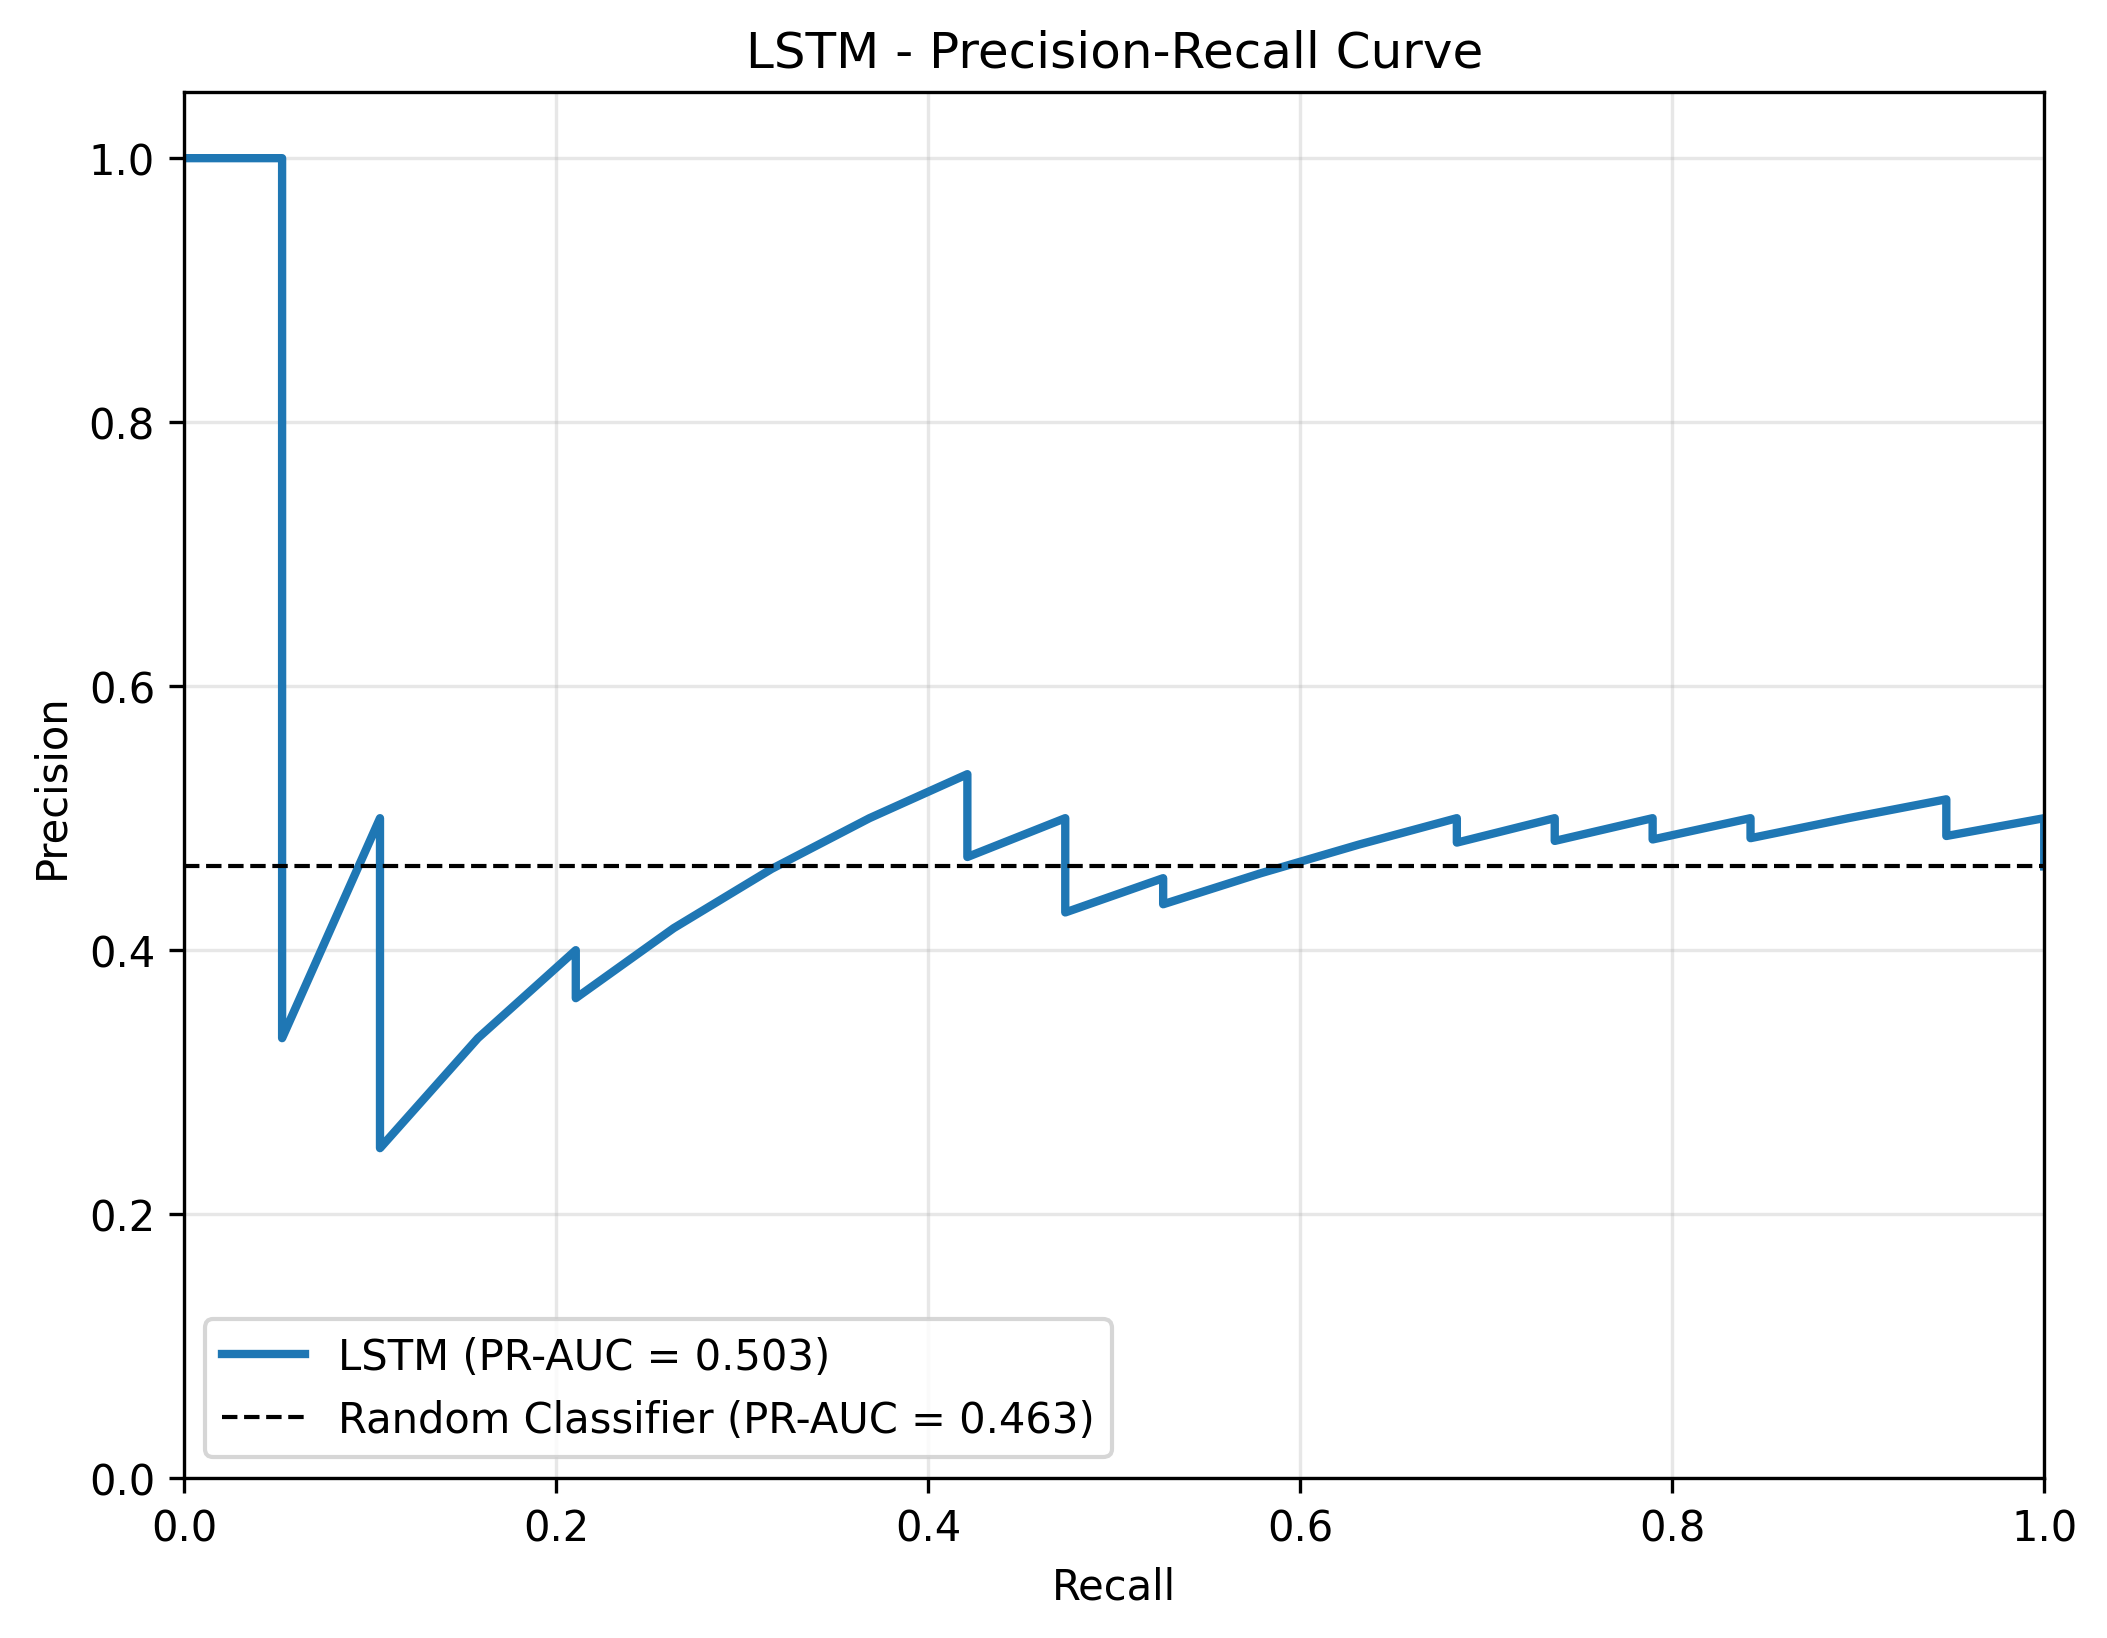 LSTM - Precision-Recall Curve
1.0
0.8
0.6
0.4
0.2
0.0
Precision
LSTM (PR-AUC = 0.503)
Random Classifier (PR-AUC = 0.463)
0.0 0.2 0.4 0.6 0.8 1.0
Recall